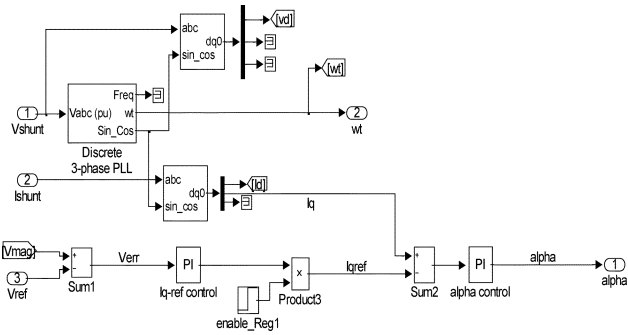 [vd]
abc
dq0
sin_cos
[wt]
Freq
1
Vabc (pu)
wt
2
Vshunt
Sin_Cos
wt
Discrete
3-phase PLL
2
abc
[Id]
Ishunt
dq0
Iq
sin_cos
[Vmag]
+
-
Verr
PI
x
Iqref
+
-
PI
alpha
1
3
Vref
Sum1
Iq-ref control
Product3
Sum2
alpha control
alpha
enable_Reg1